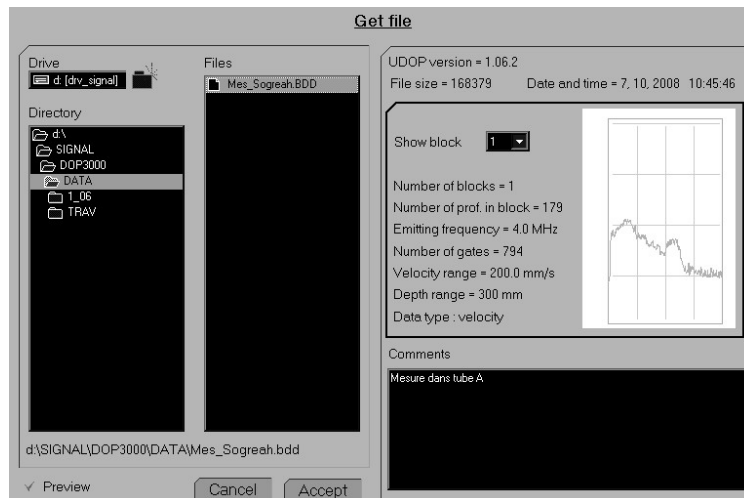 Get file
Drive
d: [drv_signal]
Directory
d:\
SIGNAL
DOP3000
DATA
1_06
TRAV
Files
Mes_Sogreah.BDD
d:\SIGNAL\DOP3000\DATA\Mes_Sogreah.bdd
Preview
Cancel
Accept
UDOP version = 1.06.2
File size = 168379 Date and time = 7, 10, 2008 10:45:46
Show block 1
Number of blocks = 1
Number of prof. in block = 179
Emitting frequency = 4.0 MHz
Number of gates = 794
Velocity range = 200.0 mm/s
Depth range = 300 mm
Data type : velocity
Comments
Mesure dans tube A